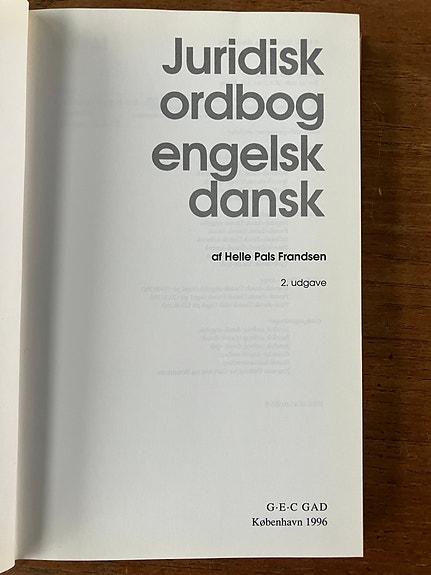 Juridisk
ordbog
engelsk
dansk
af Helle Pals Frandsen
2. udgave
G·E·C GAD
København 1996